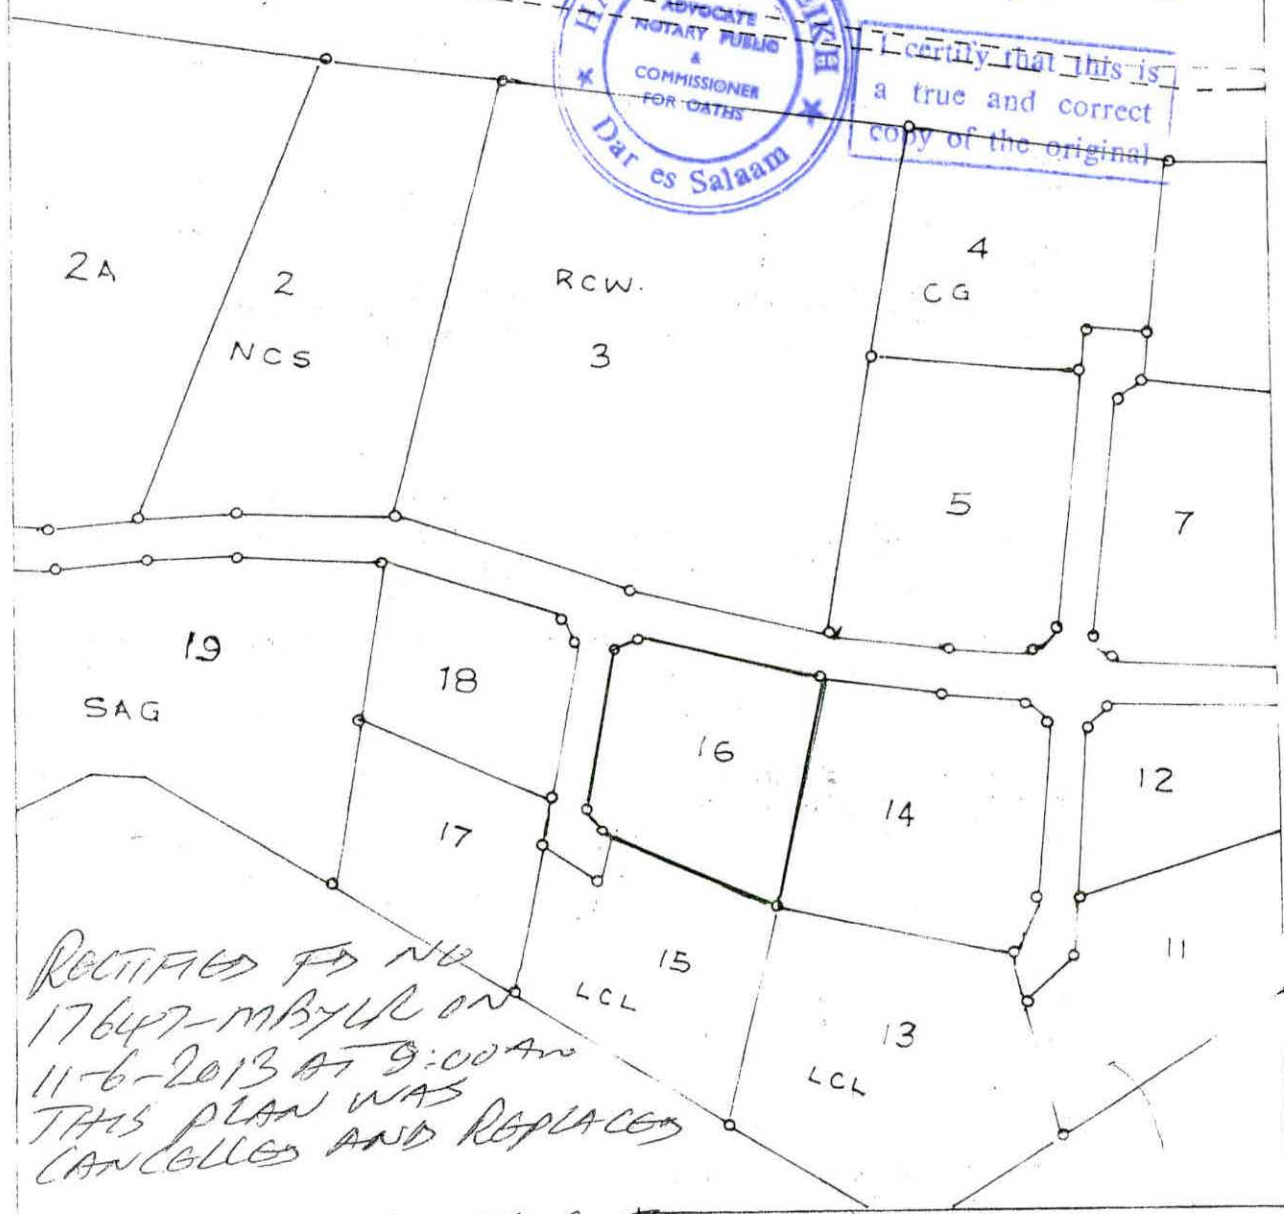 ADVOCATE
NOTARY PUBLIC
&
COMMISSIONER
FOR OATHS
Dar es Salaam
I certify that this is
a true and correct
copy of the original
2A
2
NCS
RCW.
3
4
CG
5
7
19
SAG
18
16
17
14
12
15
LCL
11
13
LCL
RECTIFIED FD NO
17647-MBYLR ON
11-6-2013 AT 9:00 Am
THIS PLAN WAS
CANCELLED AND REPLACED